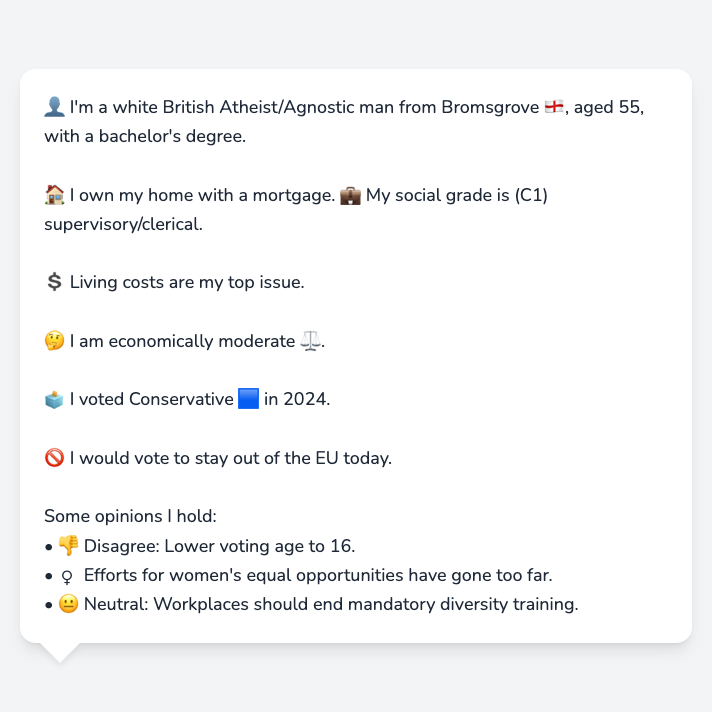 👤 I'm a white British Atheist/Agnostic man from Bromsgrove 🏴󠁧󠁢󠁥󠁮󠁧󠁿, aged 55,
with a bachelor's degree.
🏠 I own my home with a mortgage. 💼 My social grade is (C1)
supervisory/clerical.
💲 Living costs are my top issue.
🤔 I am economically moderate ⚖️.
🗳️ I voted Conservative 🟦 in 2024.
🚫 I would vote to stay out of the EU today.
Some opinions I hold:
• 👎 Disagree: Lower voting age to 16.
• ♀ Efforts for women's equal opportunities have gone too far.
• 😐 Neutral: Workplaces should end mandatory diversity training.